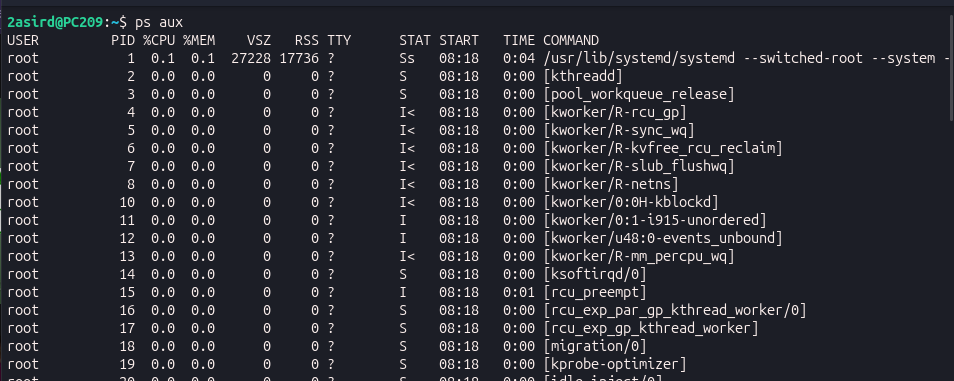 2asird@PC209:~$ ps aux
USER PID %CPU %MEM VSZ RSS TTY STAT START TIME COMMAND
root 1 0.1 0.1 27228 17736 ? Ss 08:18 0:04 /usr/lib/systemd/systemd --switched-root --system -
root 2 0.0 0.0 0 0 ? S 08:18 0:00 [kthreadd]
root 3 0.0 0.0 0 0 ? S 08:18 0:00 [pool_workqueue_release]
root 4 0.0 0.0 0 0 ? I< 08:18 0:00 [kworker/R-rcu_gp]
root 5 0.0 0.0 0 0 ? I< 08:18 0:00 [kworker/R-sync_wq]
root 6 0.0 0.0 0 0 ? I< 08:18 0:00 [kworker/R-kvfree_rcu_reclaim]
root 7 0.0 0.0 0 0 ? I< 08:18 0:00 [kworker/R-slub_flushwq]
root 8 0.0 0.0 0 0 ? I< 08:18 0:00 [kworker/R-netns]
root 10 0.0 0.0 0 0 ? I< 08:18 0:00 [kworker/0:0H-kblockd]
root 11 0.0 0.0 0 0 ? I 08:18 0:00 [kworker/0:1-i915-unordered]
root 12 0.0 0.0 0 0 ? I 08:18 0:00 [kworker/u48:0-events_unbound]
root 13 0.0 0.0 0 0 ? I< 08:18 0:00 [kworker/R-mm_percpu_wq]
root 14 0.0 0.0 0 0 ? S 08:18 0:00 [ksoftirqd/0]
root 15 0.0 0.0 0 0 ? I 08:18 0:01 [rcu_preempt]
root 16 0.0 0.0 0 0 ? S 08:18 0:00 [rcu_exp_par_gp_kthread_worker/0]
root 17 0.0 0.0 0 0 ? S 08:18 0:00 [rcu_exp_gp_kthread_worker]
root 18 0.0 0.0 0 0 ? S 08:18 0:00 [migration/0]
root 19 0.0 0.0 0 0 ? S 08:18 0:00 [kprobe-optimizer]
root 20 0.0 0.0 0 0 ? S 08:18 0:00 [idle_inject/0]